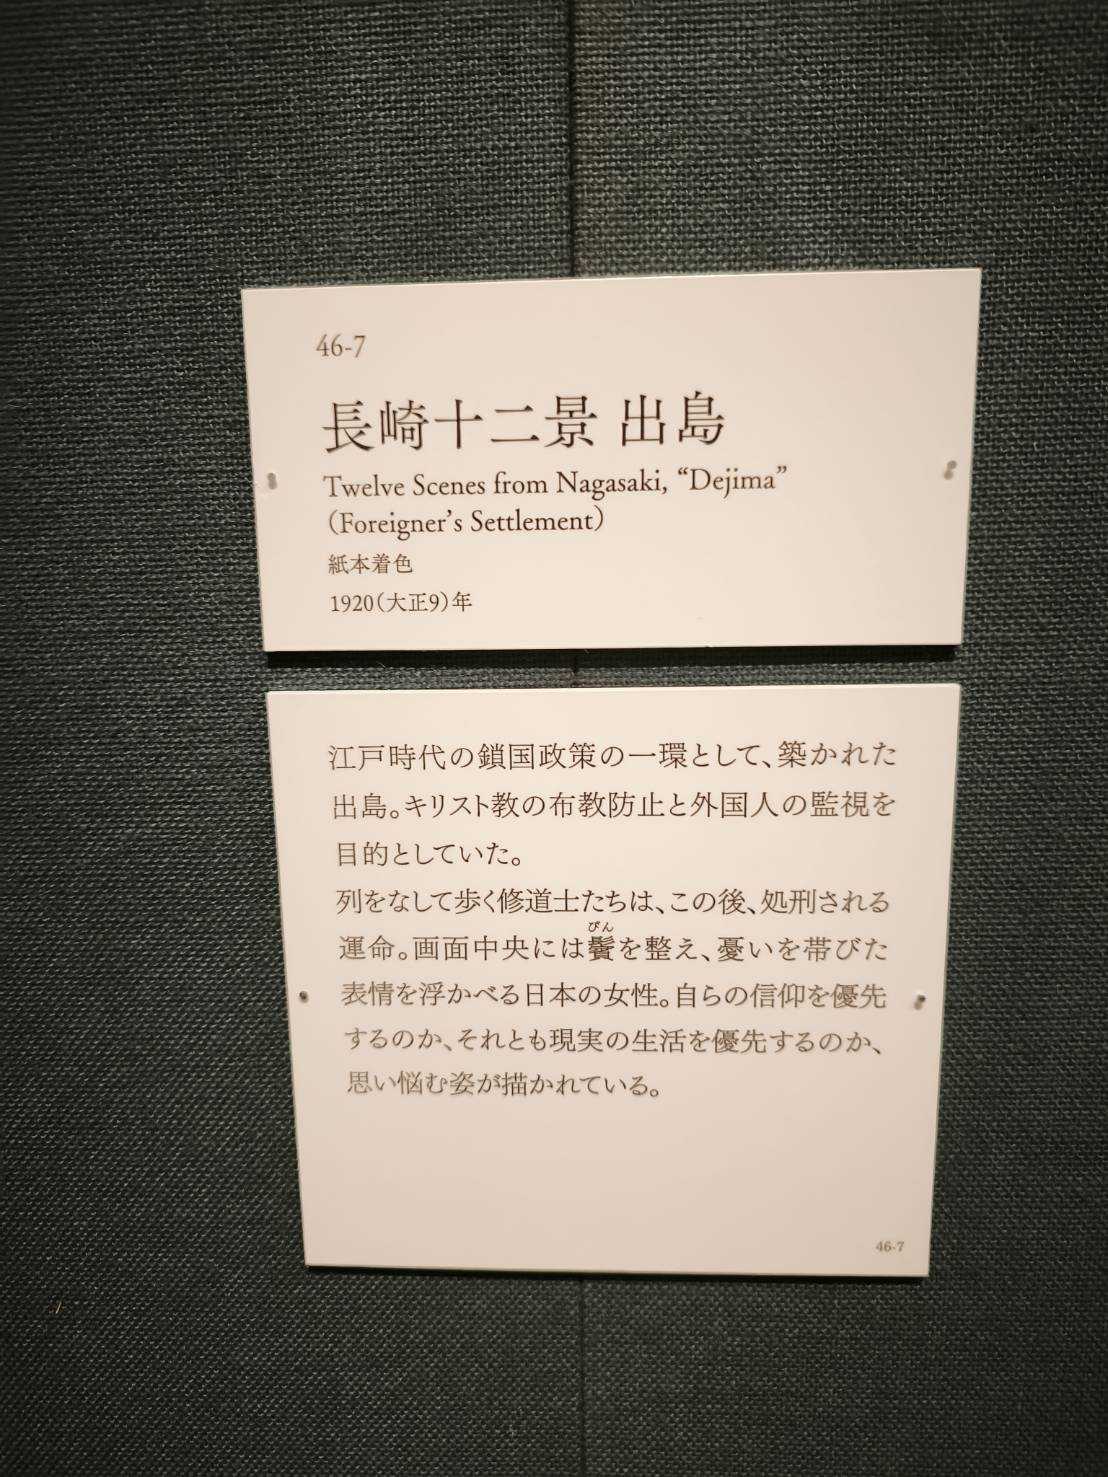 46-7
長崎十二景 出島
Twelve Scenes from Nagasaki, “Dejima”
(Foreigner’s Settlement)
紙本着色
1920(大正9)年
江戸時代の鎖国政策の一環として、築かれた
出島。キリスト教の布教防止と外国人の監視を
目的としていた。
列をなして歩く修道士たちは、この後、処刑される
びん
運命。画面中央には鬢を整え、憂いを帯びた
表情を浮かべる日本の女性。自らの信仰を優先
するのか、それとも現実の生活を優先するのか、
思い悩む姿が描かれている。
46-7